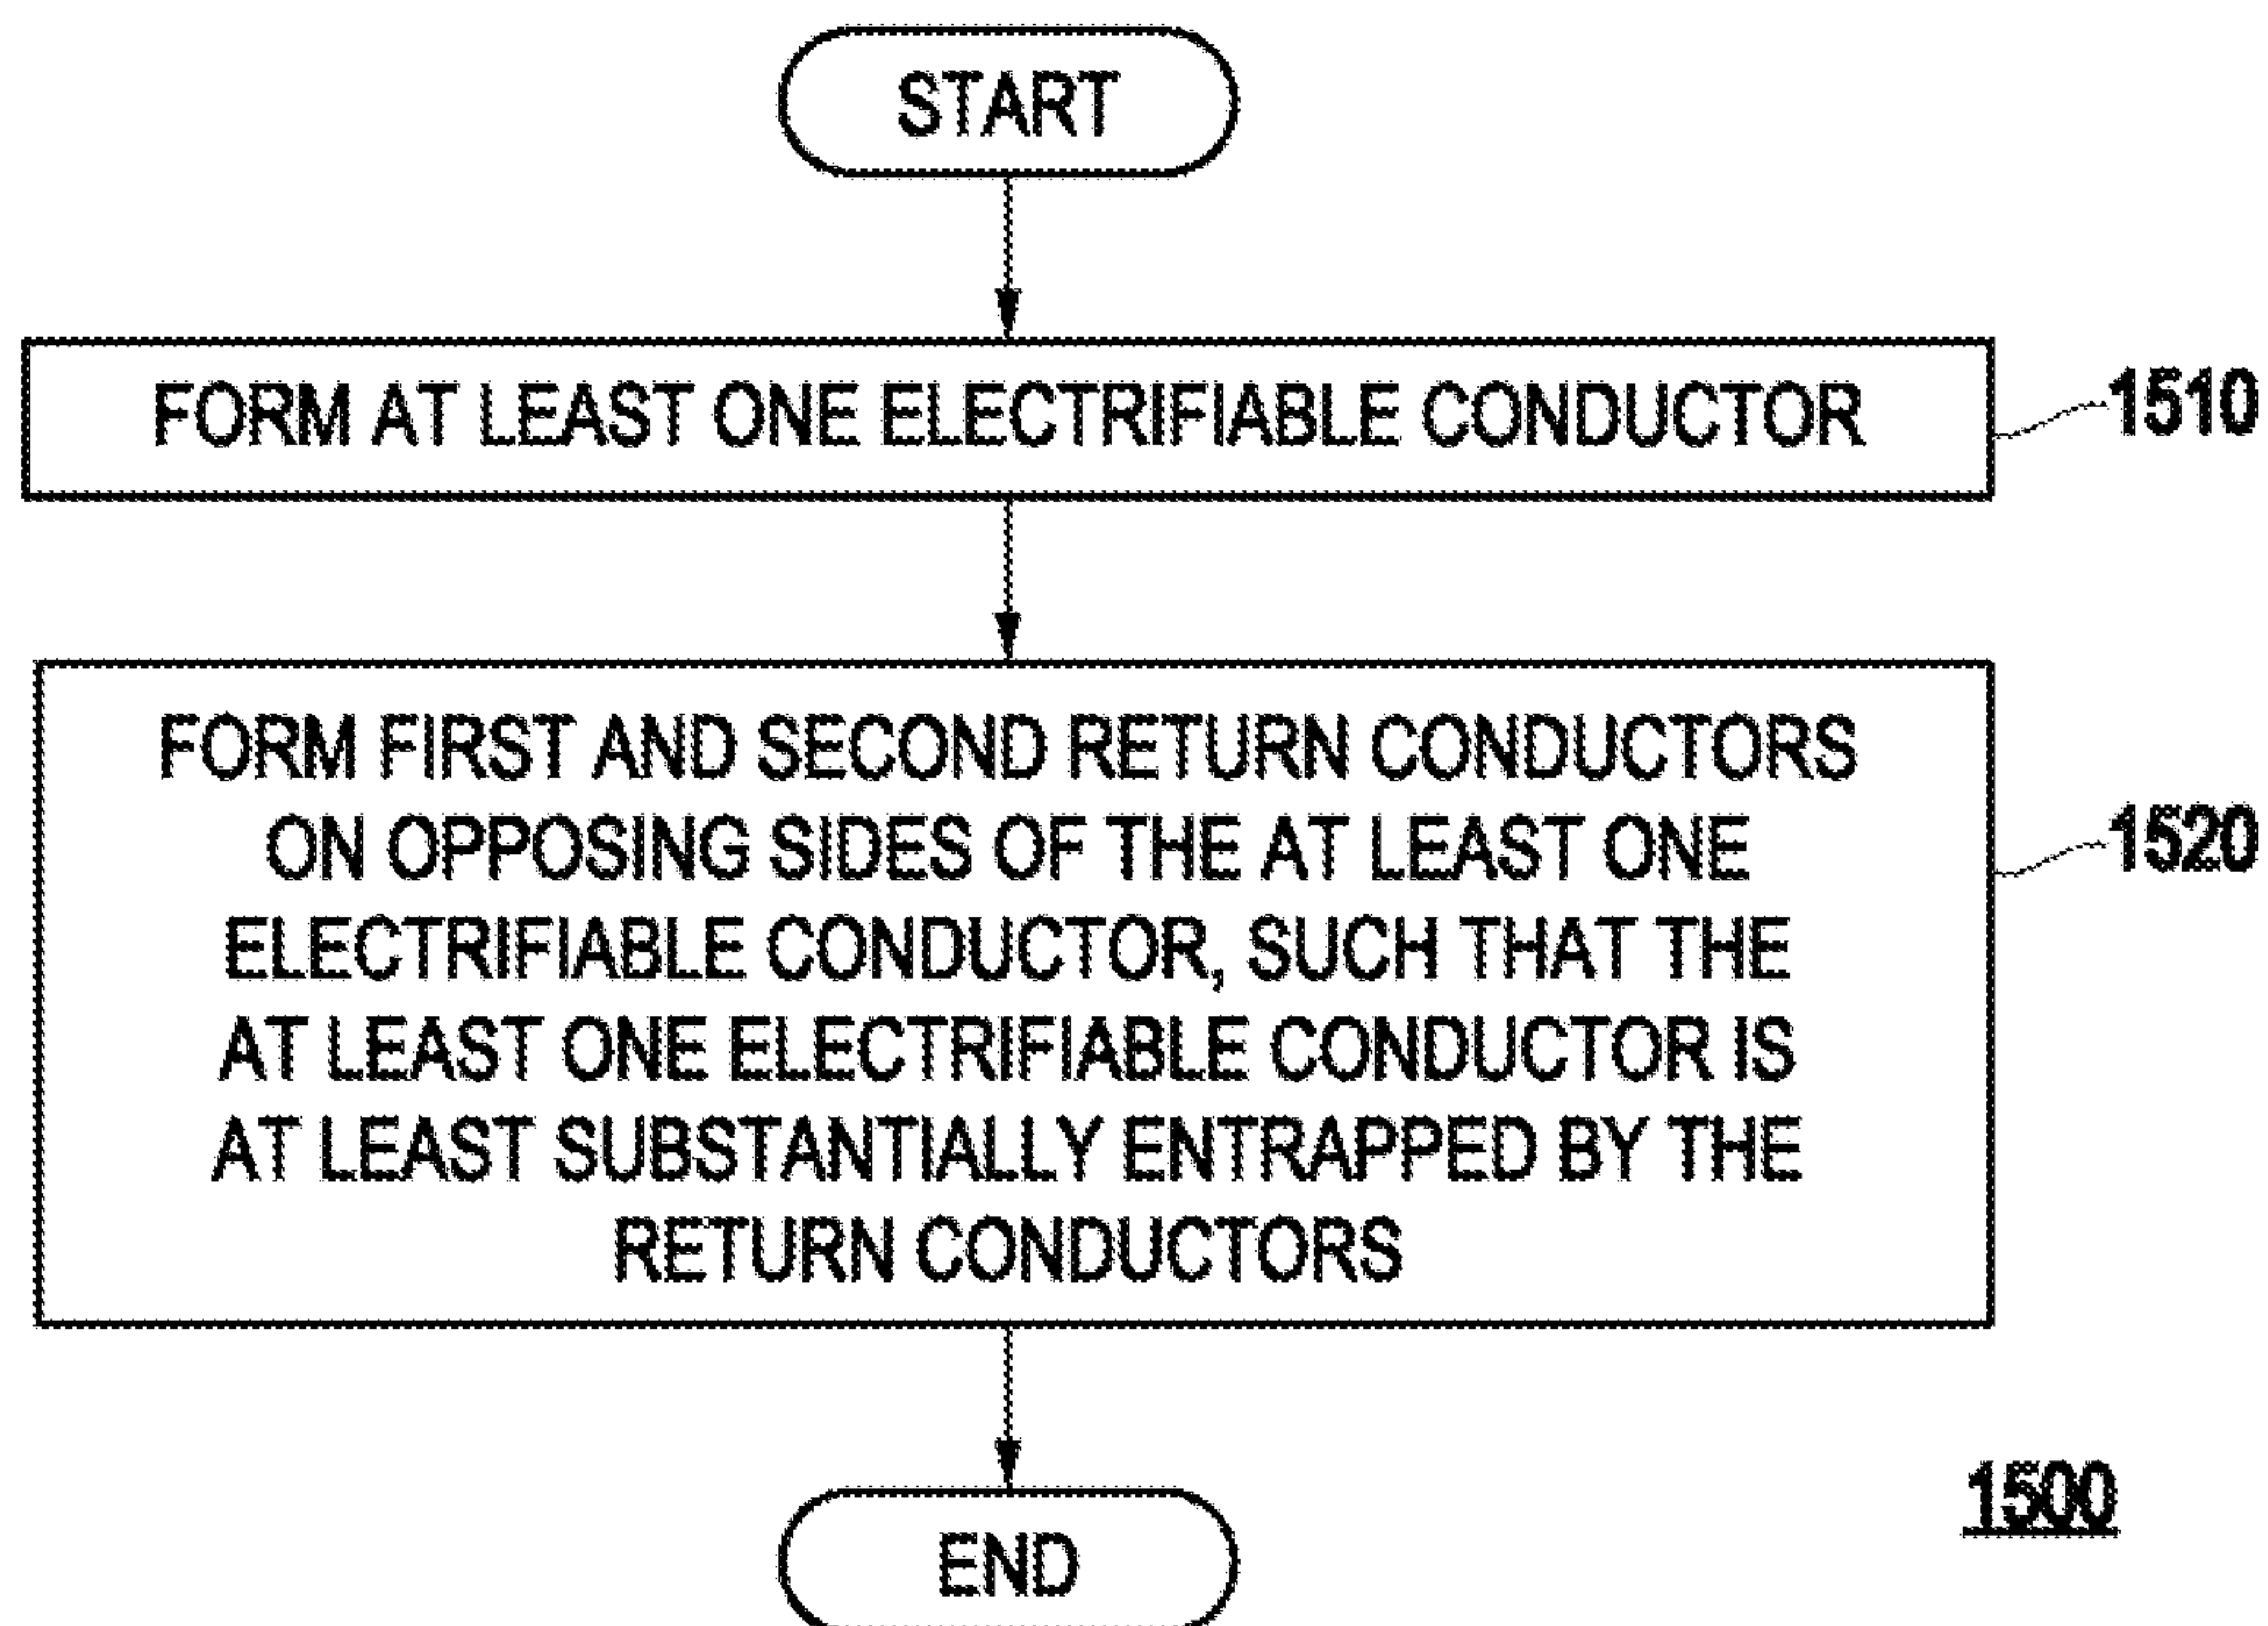 START
FORM AT LEAST ONE ELECTRIFIABLE CONDUCTOR
1510
FORM FIRST AND SECOND RETURN CONDUCTORS
ON OPPOSING SIDES OF THE AT LEAST ONE
ELECTRIFIABLE CONDUCTOR, SUCH THAT THE
AT LEAST ONE ELECTRIFIABLE CONDUCTOR IS
AT LEAST SUBSTANTIALLY ENTRAPPED BY THE
RETURN CONDUCTORS
1520
END
1500